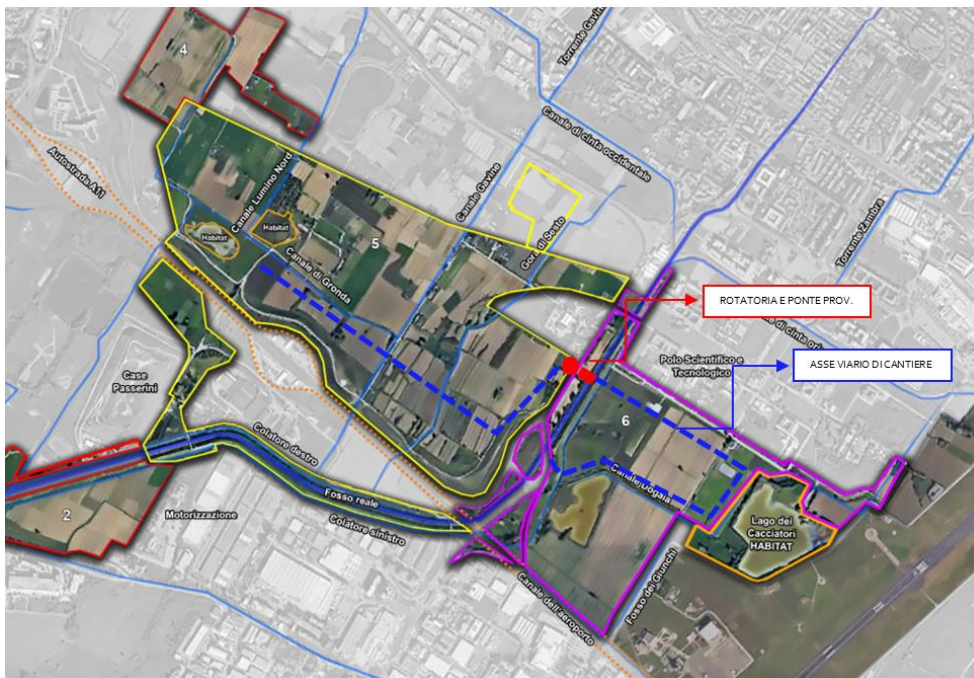 4
Torrente Gavine
Canale di cinta occidentale
Autostrada A11
Canale Lumino Nord
Canale Gavine
Habitat
Habitat
5
Gora di Sesto
Torrente Zambra
Canale di Gronda
ROTATORIA E PONTE PROV.
Polo Scientifico e
Tecnologico
ASSE VIARIO DI CANTIERE
Case
Passerini
6
Colatore destro
Canale Dogaia
Fosso reale
Colatore sinistro
2
Motorizzazione
Lago dei
Cacciatori
HABITAT
Canale dell'aeroporto
Fosso dei Giunchi